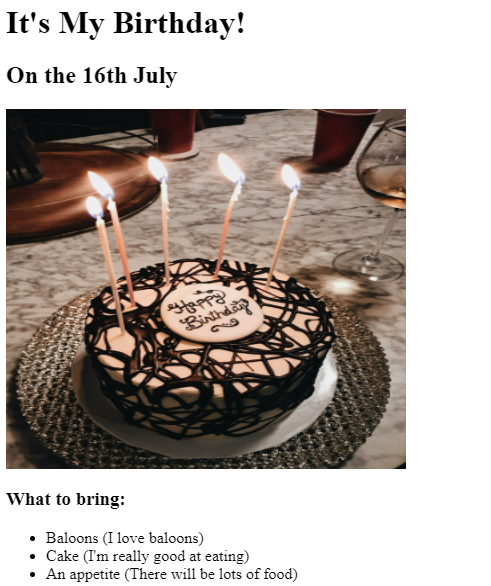 It's My Birthday!
On the 16th July
Happy
Birthday
What to bring:
Baloons (I love baloons)
Cake (I'm really good at eating)
An appetite (There will be lots of food)